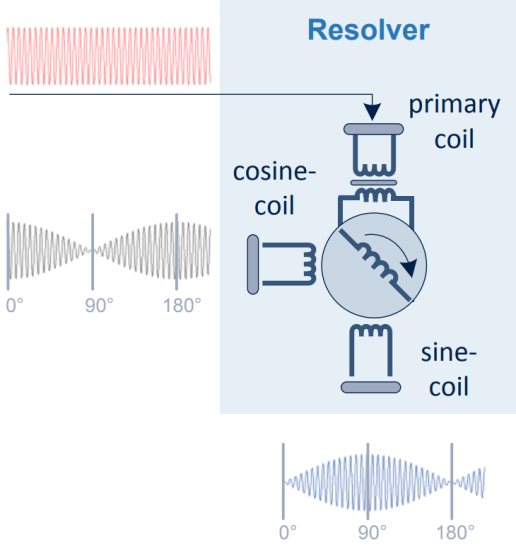 Resolver
primary
coil
cosine-
coil
0° 90° 180°
sine-
coil
0° 90° 180°